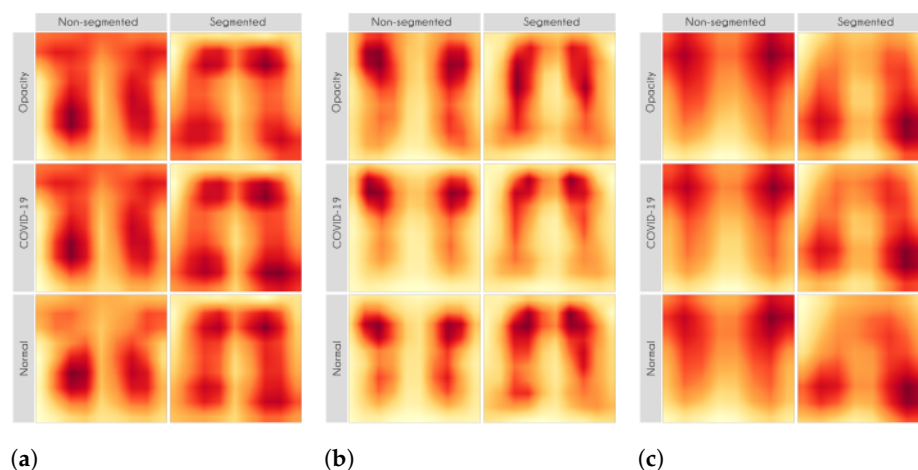 Non-segmented Segmented
Opacity
COVID-19
Normal
(a)
Non-segmented Segmented
Opacity
COVID-19
Normal
(b)
Non-segmented Segmented
Opacity
COVID-19
Normal
(c)